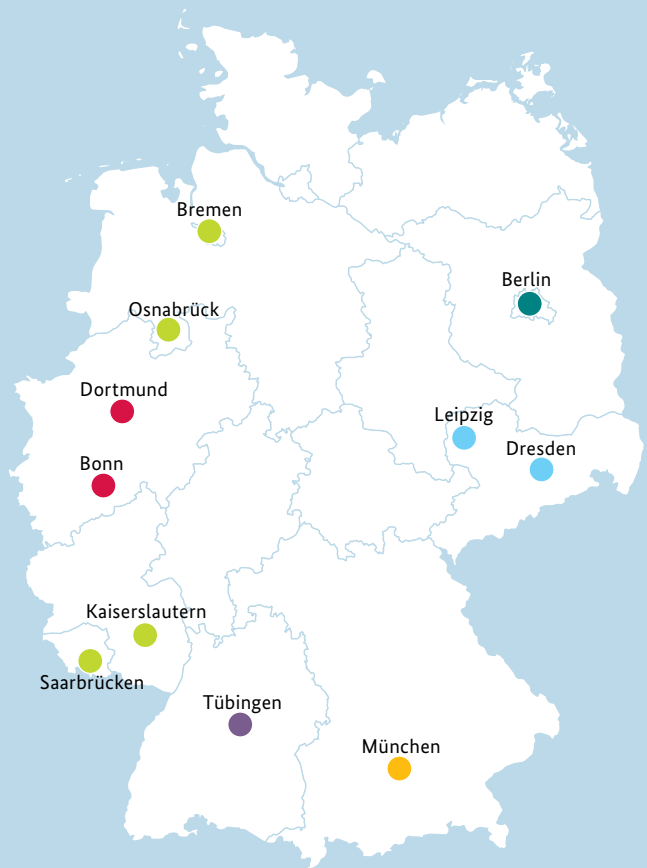 Bremen
Berlin
Osnabrück
Dortmund
Leipzig
Dresden
Bonn
Kaiserslautern
Saarbrücken
Tübingen
München